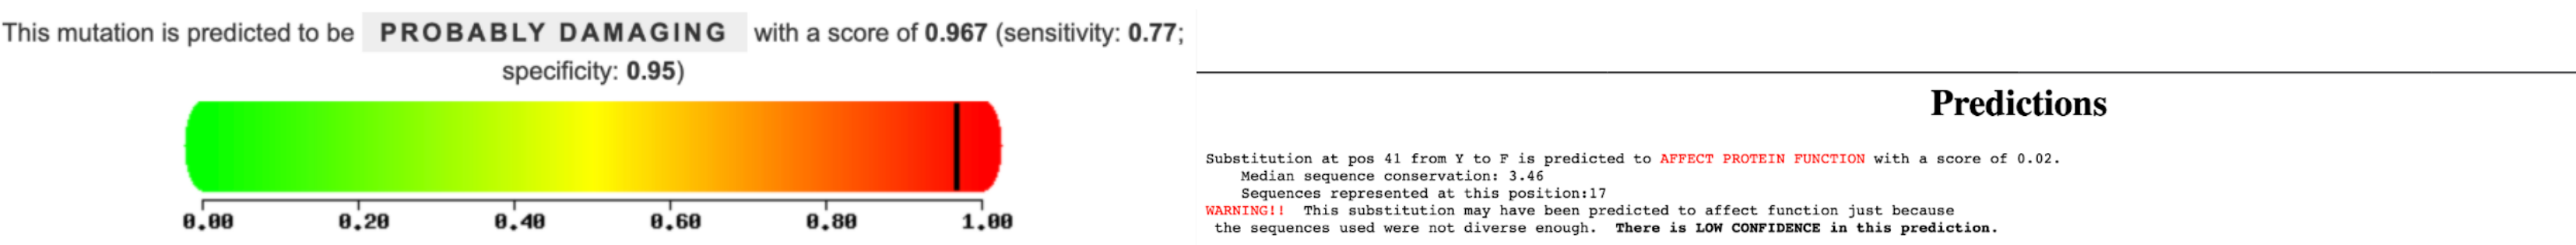 This mutation is predicted to be PROBABLY DAMAGING with a score of 0.967 (sensitivity: 0.77;
specificity: 0.95)
0.00 0.20 0.40 0.60 0.80 1.00
Predictions
Substitution at pos 41 from Y to F is predicted to AFFECT PROTEIN FUNCTION with a score of 0.02.
Median sequence conservation: 3.46
Sequences represented at this position:17
WARNING!! This substitution may have been predicted to affect function just because
the sequences used were not diverse enough. There is LOW CONFIDENCE in this prediction.